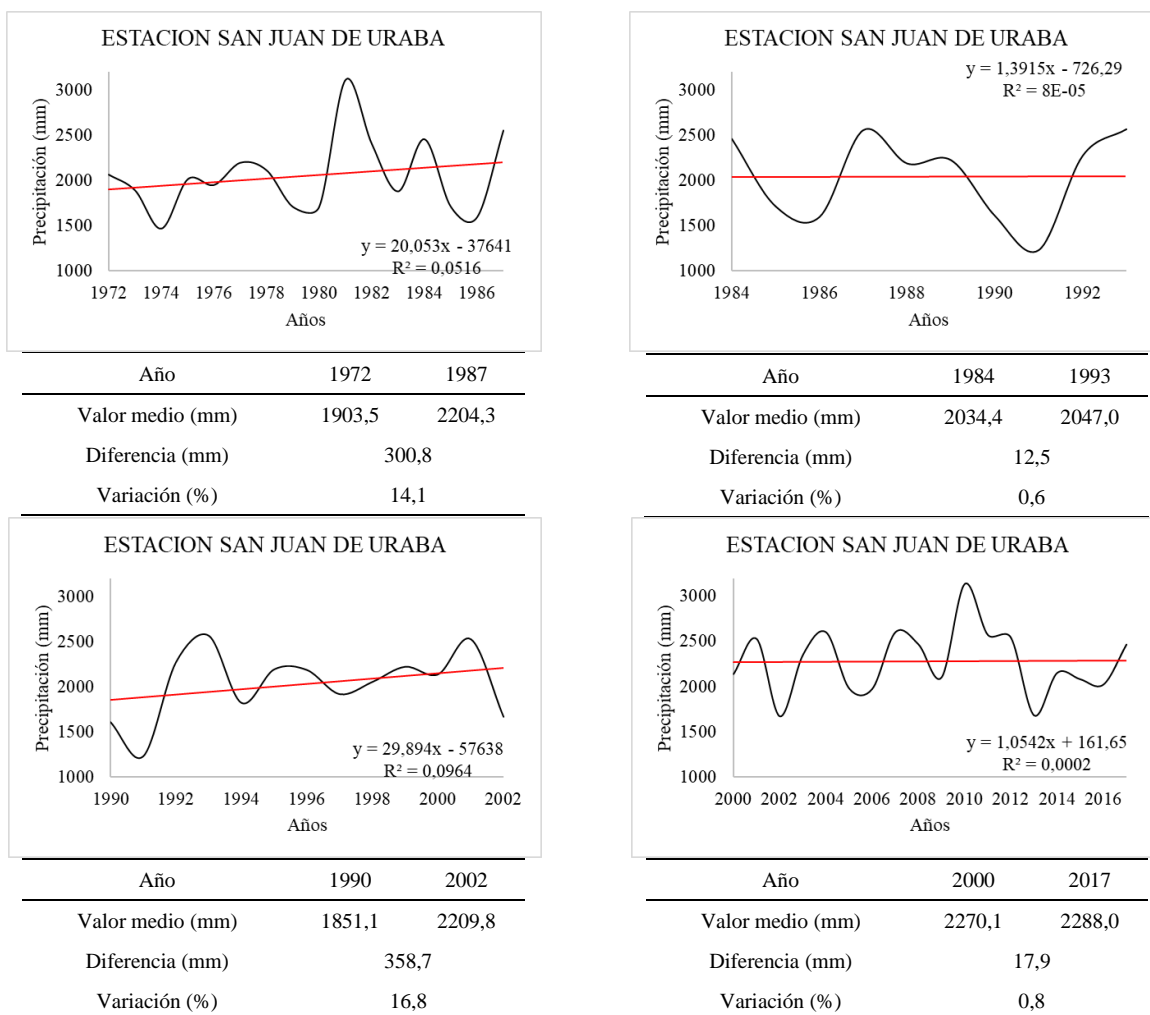 ESTACION SAN JUAN DE URABA
Precipitación (mm)
3000
2500
2000
1500
1000
y = 20,053x - 37641
R² = 0,0516
1972 1974 1976 1978 1980 1982 1984 1986
Años
Año 1972 1987
Valor medio (mm) 1903,5 2204,3
Diferencia (mm) 300,8
Variación (%) 14,1
ESTACION SAN JUAN DE URABA
y = 1,3915x - 726,29
R² = 8E-05
Precipitación (mm)
3000
2500
2000
1500
1000
1984 1986 1988 1990 1992
Años
Año 1984 1993
Valor medio (mm) 2034,4 2047,0
Diferencia (mm) 12,5
Variación (%) 0,6
ESTACION SAN JUAN DE URABA
Precipitación (mm)
3000
2500
2000
1500
1000
y = 29,894x - 57638
R² = 0,0964
1990 1992 1994 1996 1998 2000 2002
Años
Año 1990 2002
Valor medio (mm) 1851,1 2209,8
Diferencia (mm) 358,7
Variación (%) 16,8
ESTACION SAN JUAN DE URABA
Precipitación (mm)
3000
2500
2000
1500
1000
y = 1,0542x + 161,65
R² = 0,0002
2000 2002 2004 2006 2008 2010 2012 2014 2016
Años
Año 2000 2017
Valor medio (mm) 2270,1 2288,0
Diferencia (mm) 17,9
Variación (%) 0,8